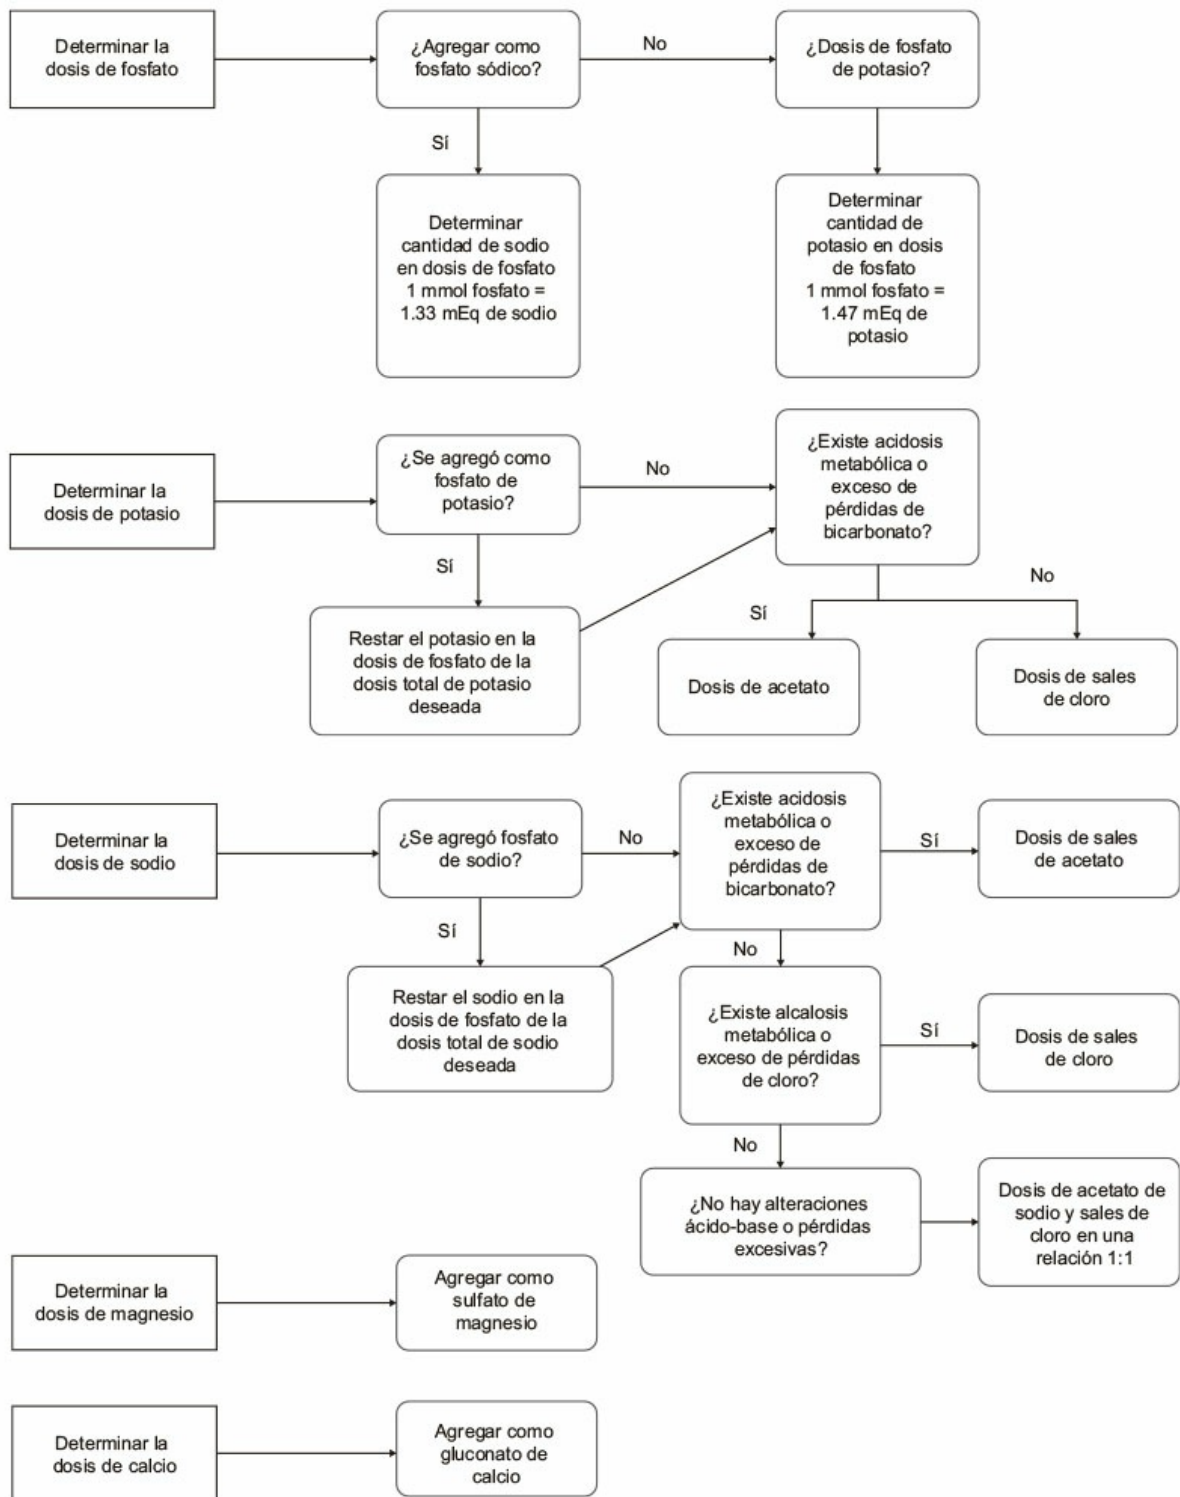 Determinar la
dosis de fosfato
¿Agregar como
fosfato sódico?
No
¿Dosis de fosfato
de potasio?
Sí
Determinar
cantidad de sodio
en dosis de fosfato
1 mmol fosfato =
1.33 mEq de sodio
Determinar
cantidad de
potasio en dosis
de fosfato
1 mmol fosfato =
1.47 mEq de
potasio
Determinar la
dosis de potasio
¿Se agregó como
fosfato de
potasio?
No
¿Existe acidosis
metabólica o
exceso de
pérdidas de
bicarbonato?
Sí
Restar el potasio en la
dosis de fosfato de la
dosis total de potasio
deseada
Sí
No
Dosis de acetato
Dosis de sales
de cloro
Determinar la
dosis de sodio
¿Se agregó fosfato
de sodio?
No
¿Existe acidosis
metabólica o
exceso de
pérdidas de
bicarbonato?
Sí
Dosis de sales
de acetato
Sí
Restar el sodio en la
dosis de fosfato de la
dosis total de sodio
deseada
No
¿Existe alcalosis
metabólica o
exceso de pérdidas
de cloro?
Sí
Dosis de sales
de cloro
No
¿No hay alteraciones
ácido-base o pérdidas
excesivas?
Dosis de acetato de
sodio y sales de
cloro en una
relación 1:1
Determinar la
dosis de magnesio
Agregar como
sulfato de
magnesio
Determinar la
dosis de calcio
Agregar como
gluconato de
calcio